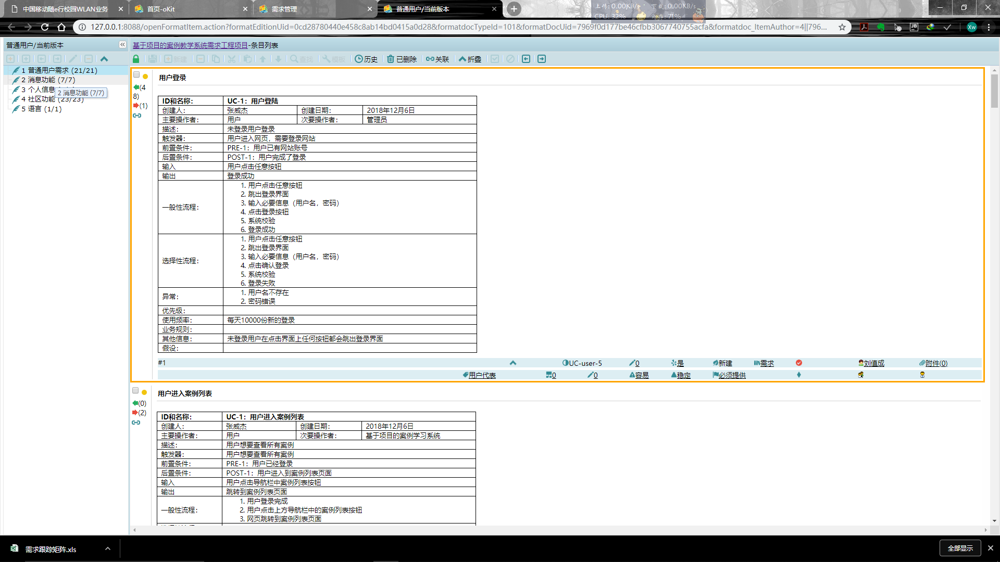 中国移动随e行校园WLAN业务
首页-oKit
需求管理
普通用户/当前版本
上传:0.00KB/s 下载:0.00KB/s
CPU: 32% 内存: 71%
127.0.0.1:8088/openFormatItem.action?formatEditionUid=0cd28780440e458c8ab14bd0415a0d28&formatdocTypeId=101&formatDocUid=7969f0d177be46cfbb3067740755acfa&formatdoc_ItemAuthor=4||796...
JB
Xw
普通用户/当前版本
1 普通用户需求 (21/21)
2 消息功能 (7/7)
3 个人信息
2 消息功能 (7/7)
4 社区功能 (23/23)
5 语言 (1/1)
基于项目的案例教学系统需求工程项目-条目列表
新建 查找 模板 历史 已删除 关联 折叠
用户登录
(48)
(1)
ID和名称： UC-1：用户登陆
创建人： 张威杰 创建日期： 2018年12月6日
主要操作者： 用户 次要操作者： 管理员
描述： 未登录用户登录
触发器： 用户进入网页，需要登录网站
前置条件： PRE-1：用户已有网站账号
后置条件： POST-1：用户完成了登录
输入 用户点击任意按钮
输出 登录成功
一般性流程：
1. 用户点击任意按钮
2. 跳出登录界面
3. 输入必要信息（用户名，密码）
4. 点击登录按钮
5. 系统校验
6. 登录成功
选择性流程：
1. 用户点击任意按钮
2. 跳出登录界面
3. 输入必要信息（用户名，密码）
4. 点击确认登录
5. 系统校验
6. 登录失败
异常：
1. 用户名不存在
2. 密码错误
优先级：
使用频率： 每天10000份新的登录
业务规则：
其他信息： 未登录用户在点击界面上任何按钮都会跳出登录界面
假设：
#1 UC-user-5 0 是 新建 需求 刘值成 附件(0)
用户代表 0 0 容易 稳定 必须提供
用户进入案例列表
(0)
(2)
ID和名称： UC-1：用户进入案例列表
创建人： 张威杰 创建日期： 2018年12月6日
主要操作者： 用户 次要操作者： 基于项目的案例学习系统
描述： 用户想要查看所有案例
触发器： 用户想要查看所有案例
前置条件： PRE-1：用户已经登录
后置条件： POST-1：用户进入到案例列表页面
输入 用户点击导航栏中案例列表按钮
输出 跳转到案例列表页面
一般性流程：
1. 用户登录完成
2. 用户点击上方导航栏中的案例列表按钮
3. 网页跳转到案例列表页面
需求跟踪矩阵.xls
全部显示